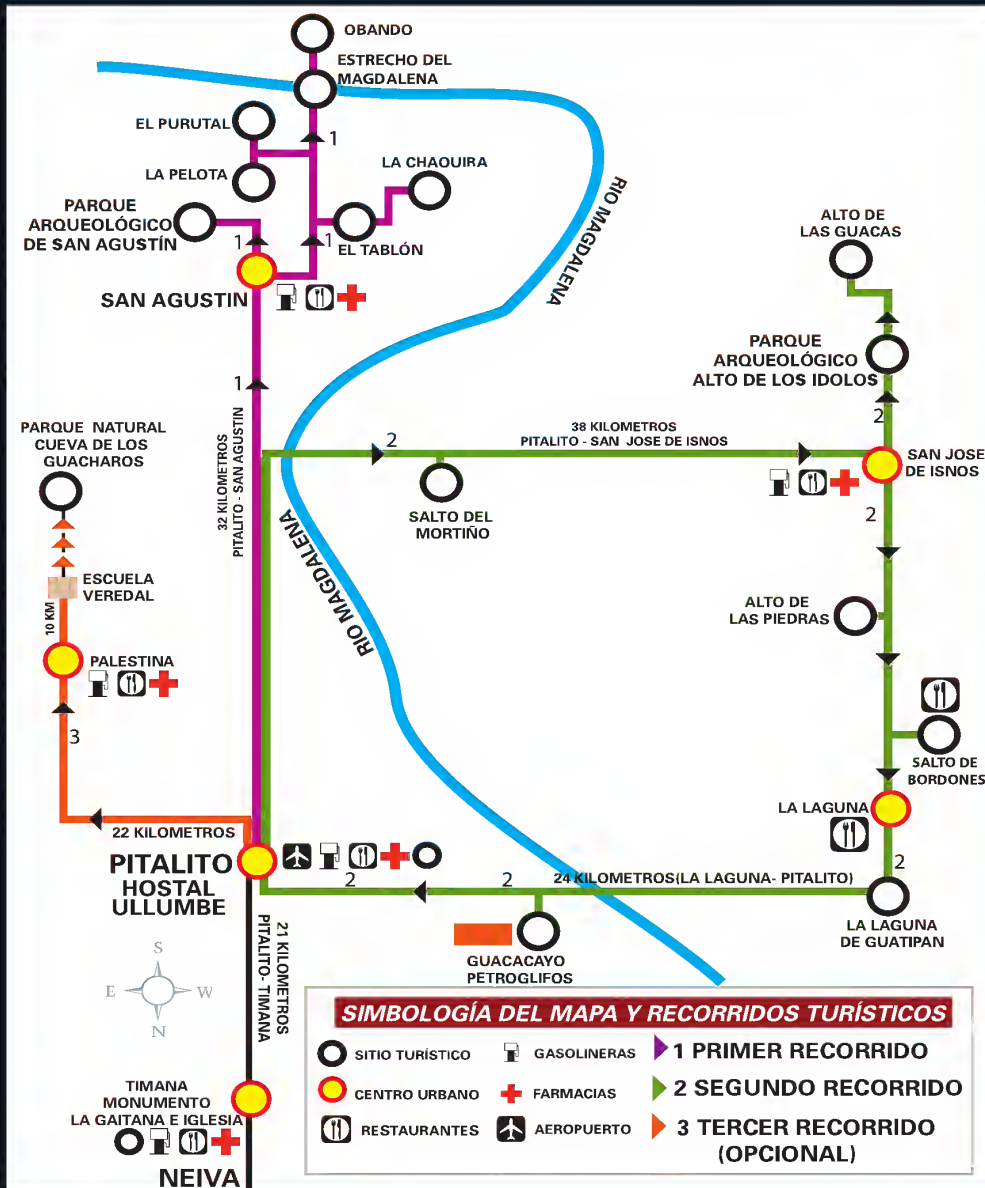 OBANDO
ESTRECHO DEL
MAGDALENA
EL PURUTAL
1
LA PELOTA
LA CHAOUIRA
PARQUE
ARQUEOLÓGICO
DE SAN AGUSTÍN
1
1
EL TABLÓN
SAN AGUSTIN
RIO MAGDALENA
ALTO DE
LAS GUACAS
PARQUE
ARQUEOLÓGICO
ALTO DE LOS IDOLOS
1
2
PARQUE NATURAL
CUEVA DE LOS
GUACHAROS
32 KILOMETROS
PITALITO - SAN AGUSTIN
2
38 KILOMETROS
PITALITO - SAN JOSE DE ISNOS
SAN JOSE
DE ISNOS
SALTO DEL
MORTIÑO
2
RIO MAGDALENA
ESCUELA
VEREDAL
10 KM
ALTO DE
LAS PIEDRAS
PALESTINA
3
SALTO DE
BORDONES
LA LAGUNA
22 KILOMETROS
PITALITO
HOSTAL
ULLUMBE
2
2
24 KILOMETROS(LA LAGUNA- PITALITO)
2
LA LAGUNA
DE GUATIPAN
GUACACAYO
PETROGLIFOS
21 KILOMETROS
PITALITO- TIMANA
S
E W
N
TIMANA
MONUMENTO
LA GAITANA E IGLESIA
NEIVA
SIMBOLOGÍA DEL MAPA Y RECORRIDOS TURÍSTICOS
SITIO TURÍSTICO
GASOLINERAS
1 PRIMER RECORRIDO
CENTRO URBANO
FARMACIAS
2 SEGUNDO RECORRIDO
RESTAURANTES
AEROPUERTO
3 TERCER RECORRIDO
(OPCIONAL)